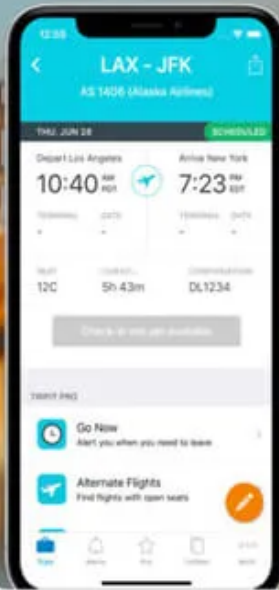 12:55
LAX - JFK
AS 1406 (Alaska Airlines)
THU, JUN 28 SCHEDULED
Depart Los Angeles Arrive New York
10:40 AM PDT 7:23 PM EDT
TERMINAL GATE TERMINAL GATE
- - - -
SEAT CONFIRMATION
12C 5h 43m DL1234
Check-in not yet available
TRIPIT PRO
Go Now
Alert you when you need to leave
Alternate Flights
Find flights with open seats
Trips Alerts Pro More